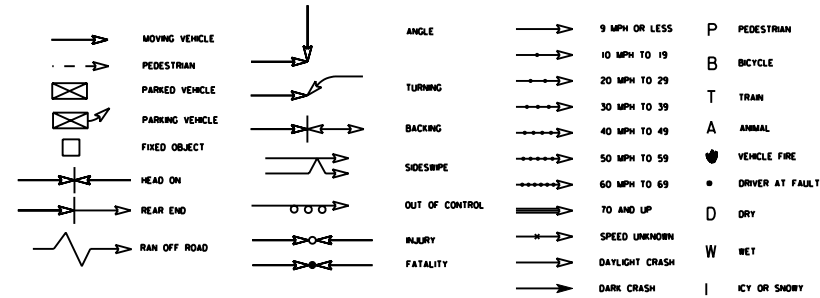 MOVING VEHICLE
PEDESTRIAN
PARKED VEHICLE
PARKING VEHICLE
FIXED OBJECT
HEAD ON
REAR END
RAN OFF ROAD
ANGLE
TURNING
BACKING
SIDESWIPE
OUT OF CONTROL
INJURY
FATALITY
9 MPH OR LESS
10 MPH TO 19
20 MPH TO 29
30 MPH TO 39
40 MPH TO 49
50 MPH TO 59
60 MPH TO 69
70 AND UP
SPEED UNKNOWN
DAYLIGHT CRASH
DARK CRASH
P PEDESTRIAN
B BICYCLE
T TRAIN
A ANIMAL
VEHICLE FIRE
DRIVER AT FAULT
D DRY
W WET
I ICY OR SNOWY